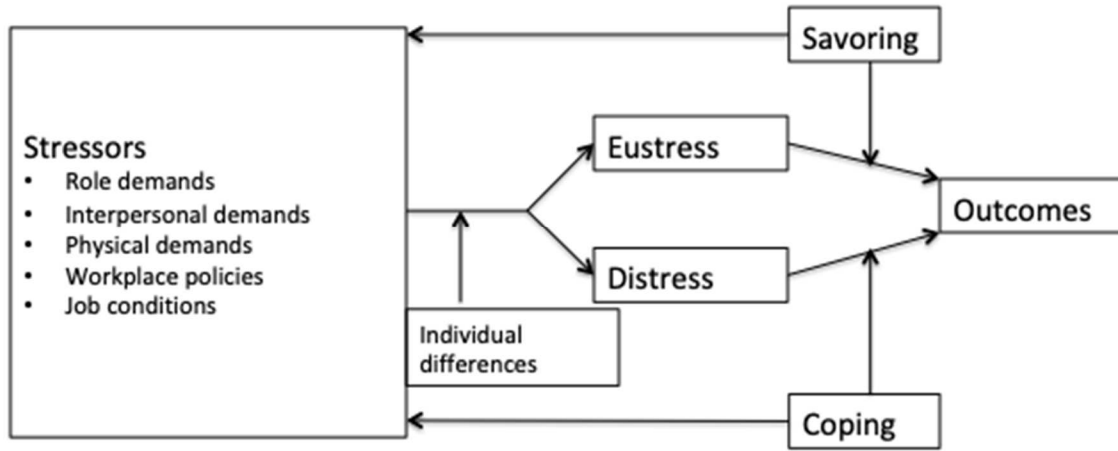 Savoring
Stressors
• Role demands
• Interpersonal demands
• Physical demands
• Workplace policies
• Job conditions
Eustress
Outcomes
Distress
Individual
differences
Coping